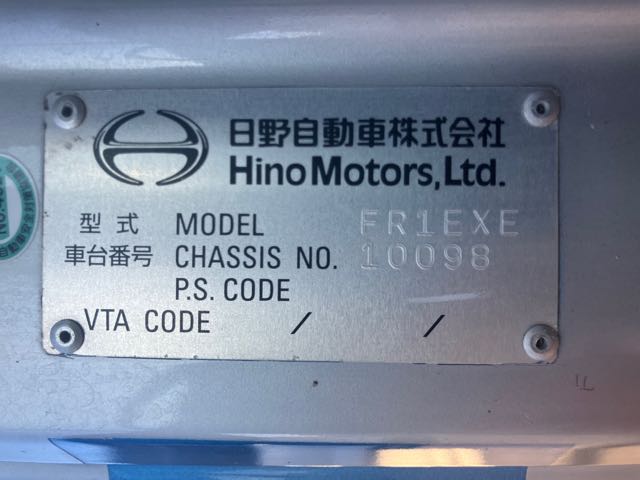 日野自動車株式会社
Hino Motors, Ltd.
型式 MODEL FR1EXE
車台番号 CHASSIS NO. 10098
P.S. CODE
VTA CODE / /